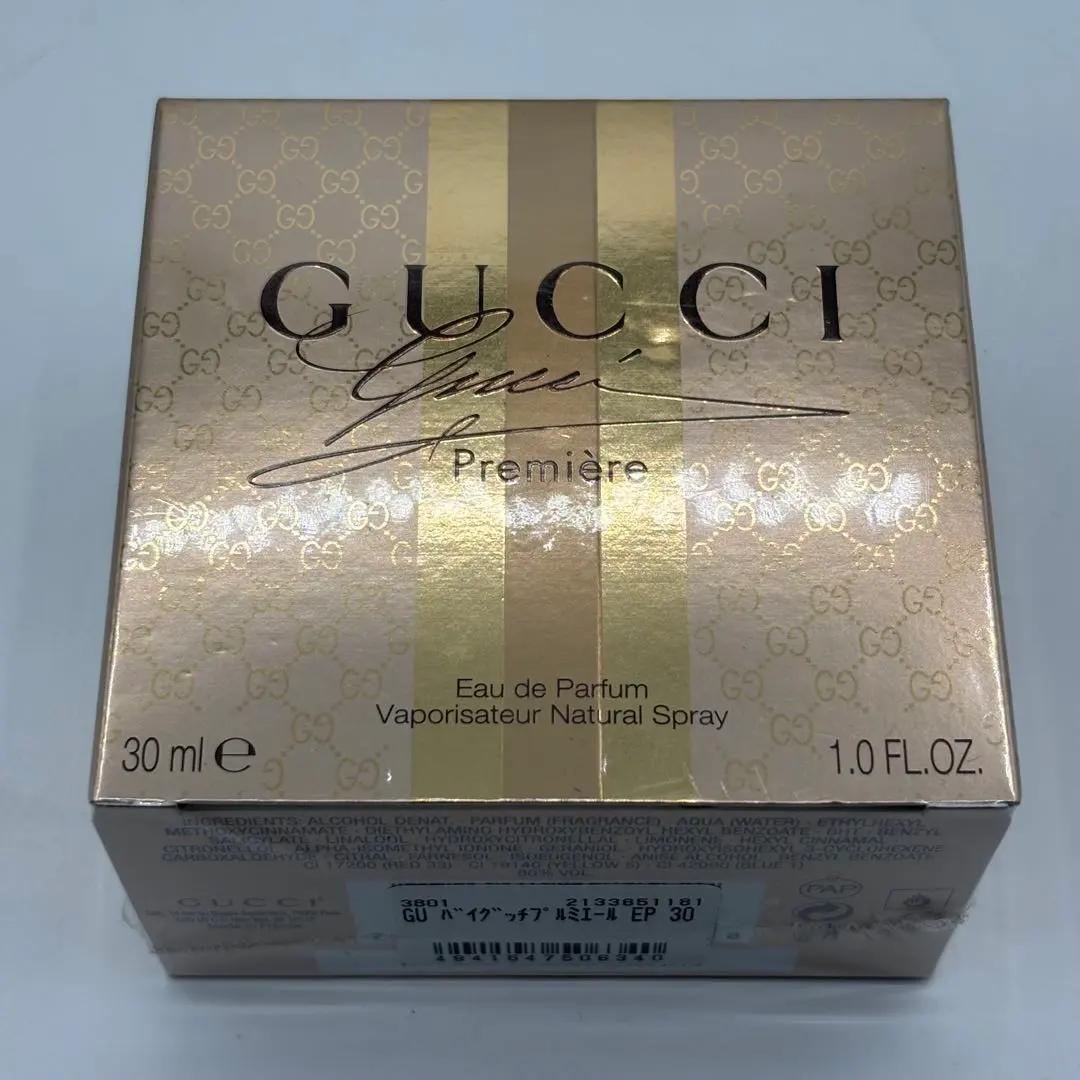 GUCCI
Gucci
Première
Eau de Parfum
Vaporisateur Natural Spray
30 ml ℮
1.0 FL.OZ.
INGREDIENTS: ALCOHOL DENAT., PARFUM (FRAGRANCE), AQUA (WATER) · ETHYLHEXYL
METHOXYCINNAMATE · DIETHYLAMINO HYDROXYBENZOYL HEXYL BENZOATE · BHT · BENZYL
SALICYLATE · LINALOOL · HYDROXYCITRONELLAL · LIMONENE · HEXYL CINNAMAL
CITRONELLOL · ALPHA-ISOMETHYL IONONE · GERANIOL · HYDROXYISOHEXYL 3-CYCLOHEXENE
CARBOXALDEHYDE · CITRAL · FARNESOL · ISOEUGENOL · ANISE ALCOHOL · BENZYL BENZOATE
CI 17200 (RED 33) CI 19140 (YELLOW 5) CI 42090 (BLUE 1)
80% VOL.
GUCCI
PAP
3801 2133651181
GU バイグッチプルミエール EP 30